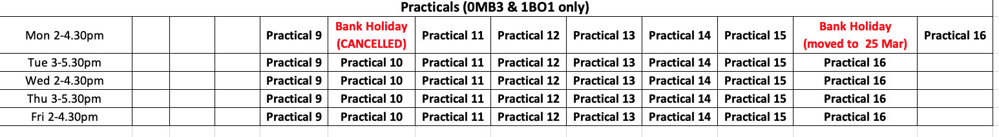 Practicals (0MB3 & 1BO1 only)
Mon 2-4.30pm Practical 9 Bank Holiday (CANCELLED) Practical 11 Practical 12 Practical 13 Practical 14 Practical 15 Bank Holiday (moved to 25 Mar) Practical 16
Tue 3-5.30pm Practical 9 Practical 10 Practical 11 Practical 12 Practical 13 Practical 14 Practical 15 Practical 16
Wed 2-4.30pm Practical 9 Practical 10 Practical 11 Practical 12 Practical 13 Practical 14 Practical 15 Practical 16
Thu 3-5.30pm Practical 9 Practical 10 Practical 11 Practical 12 Practical 13 Practical 14 Practical 15 Practical 16
Fri 2-4.30pm Practical 9 Practical 10 Practical 11 Practical 12 Practical 13 Practical 14 Practical 15 Practical 16